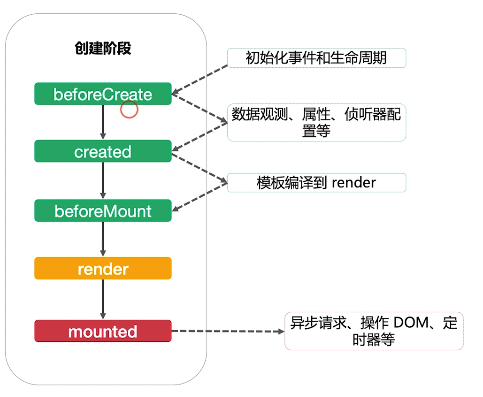 创建阶段
初始化事件和生命周期
beforeCreate
数据观测、属性、侦听器配
置等
created
模板编译到 render
beforeMount
render
mounted
异步请求、操作 DOM、定
时器等